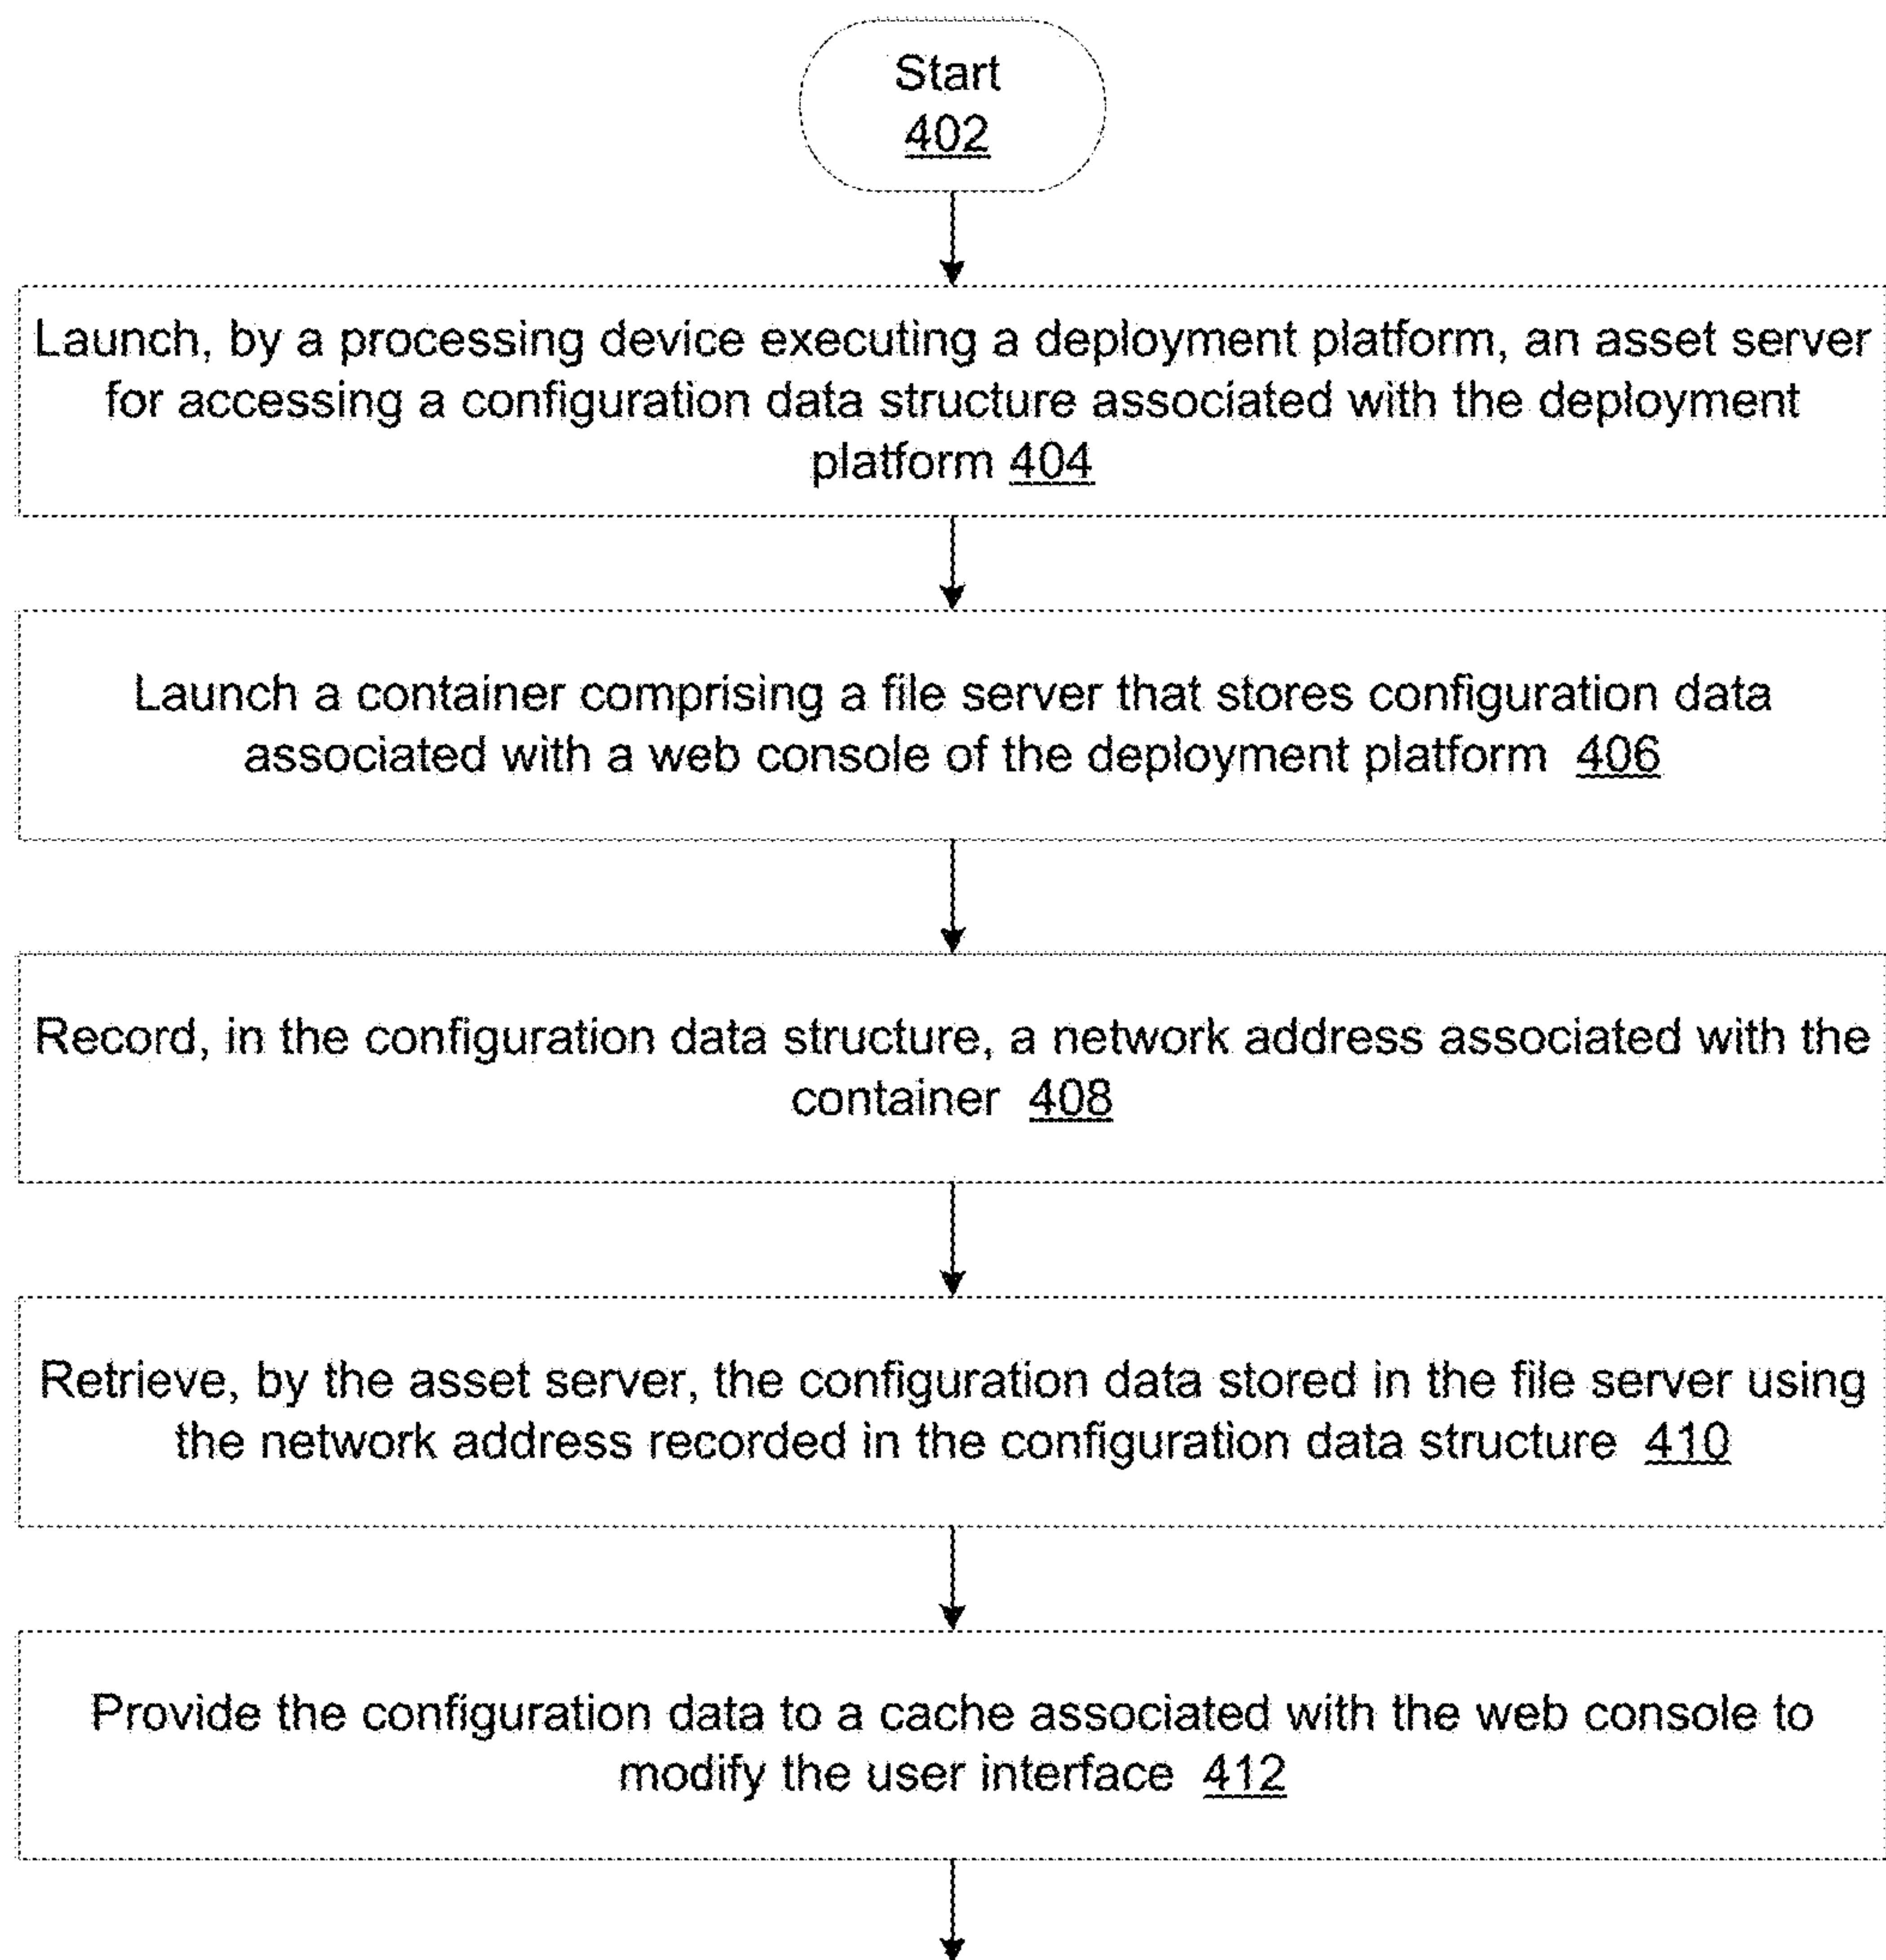 Start
402
Launch, by a processing device executing a deployment platform, an asset server
for accessing a configuration data structure associated with the deployment
platform 404
Launch a container comprising a file server that stores configuration data
associated with a web console of the deployment platform 406
Record, in the configuration data structure, a network address associated with the
container 408
Retrieve, by the asset server, the configuration data stored in the file server using
the network address recorded in the configuration data structure 410
Provide the configuration data to a cache associated with the web console to
modify the user interface 412